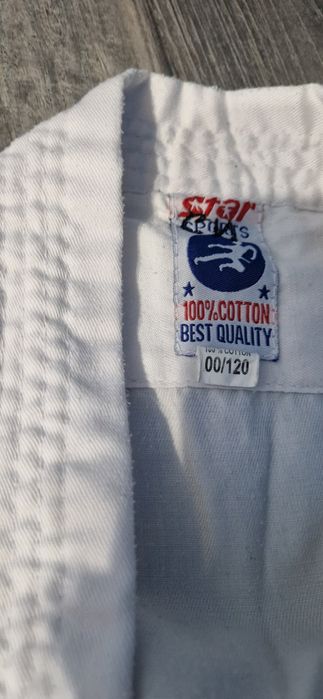 Star
SPORTS
100% COTTON
BEST QUALITY
100% COTTON
00/120